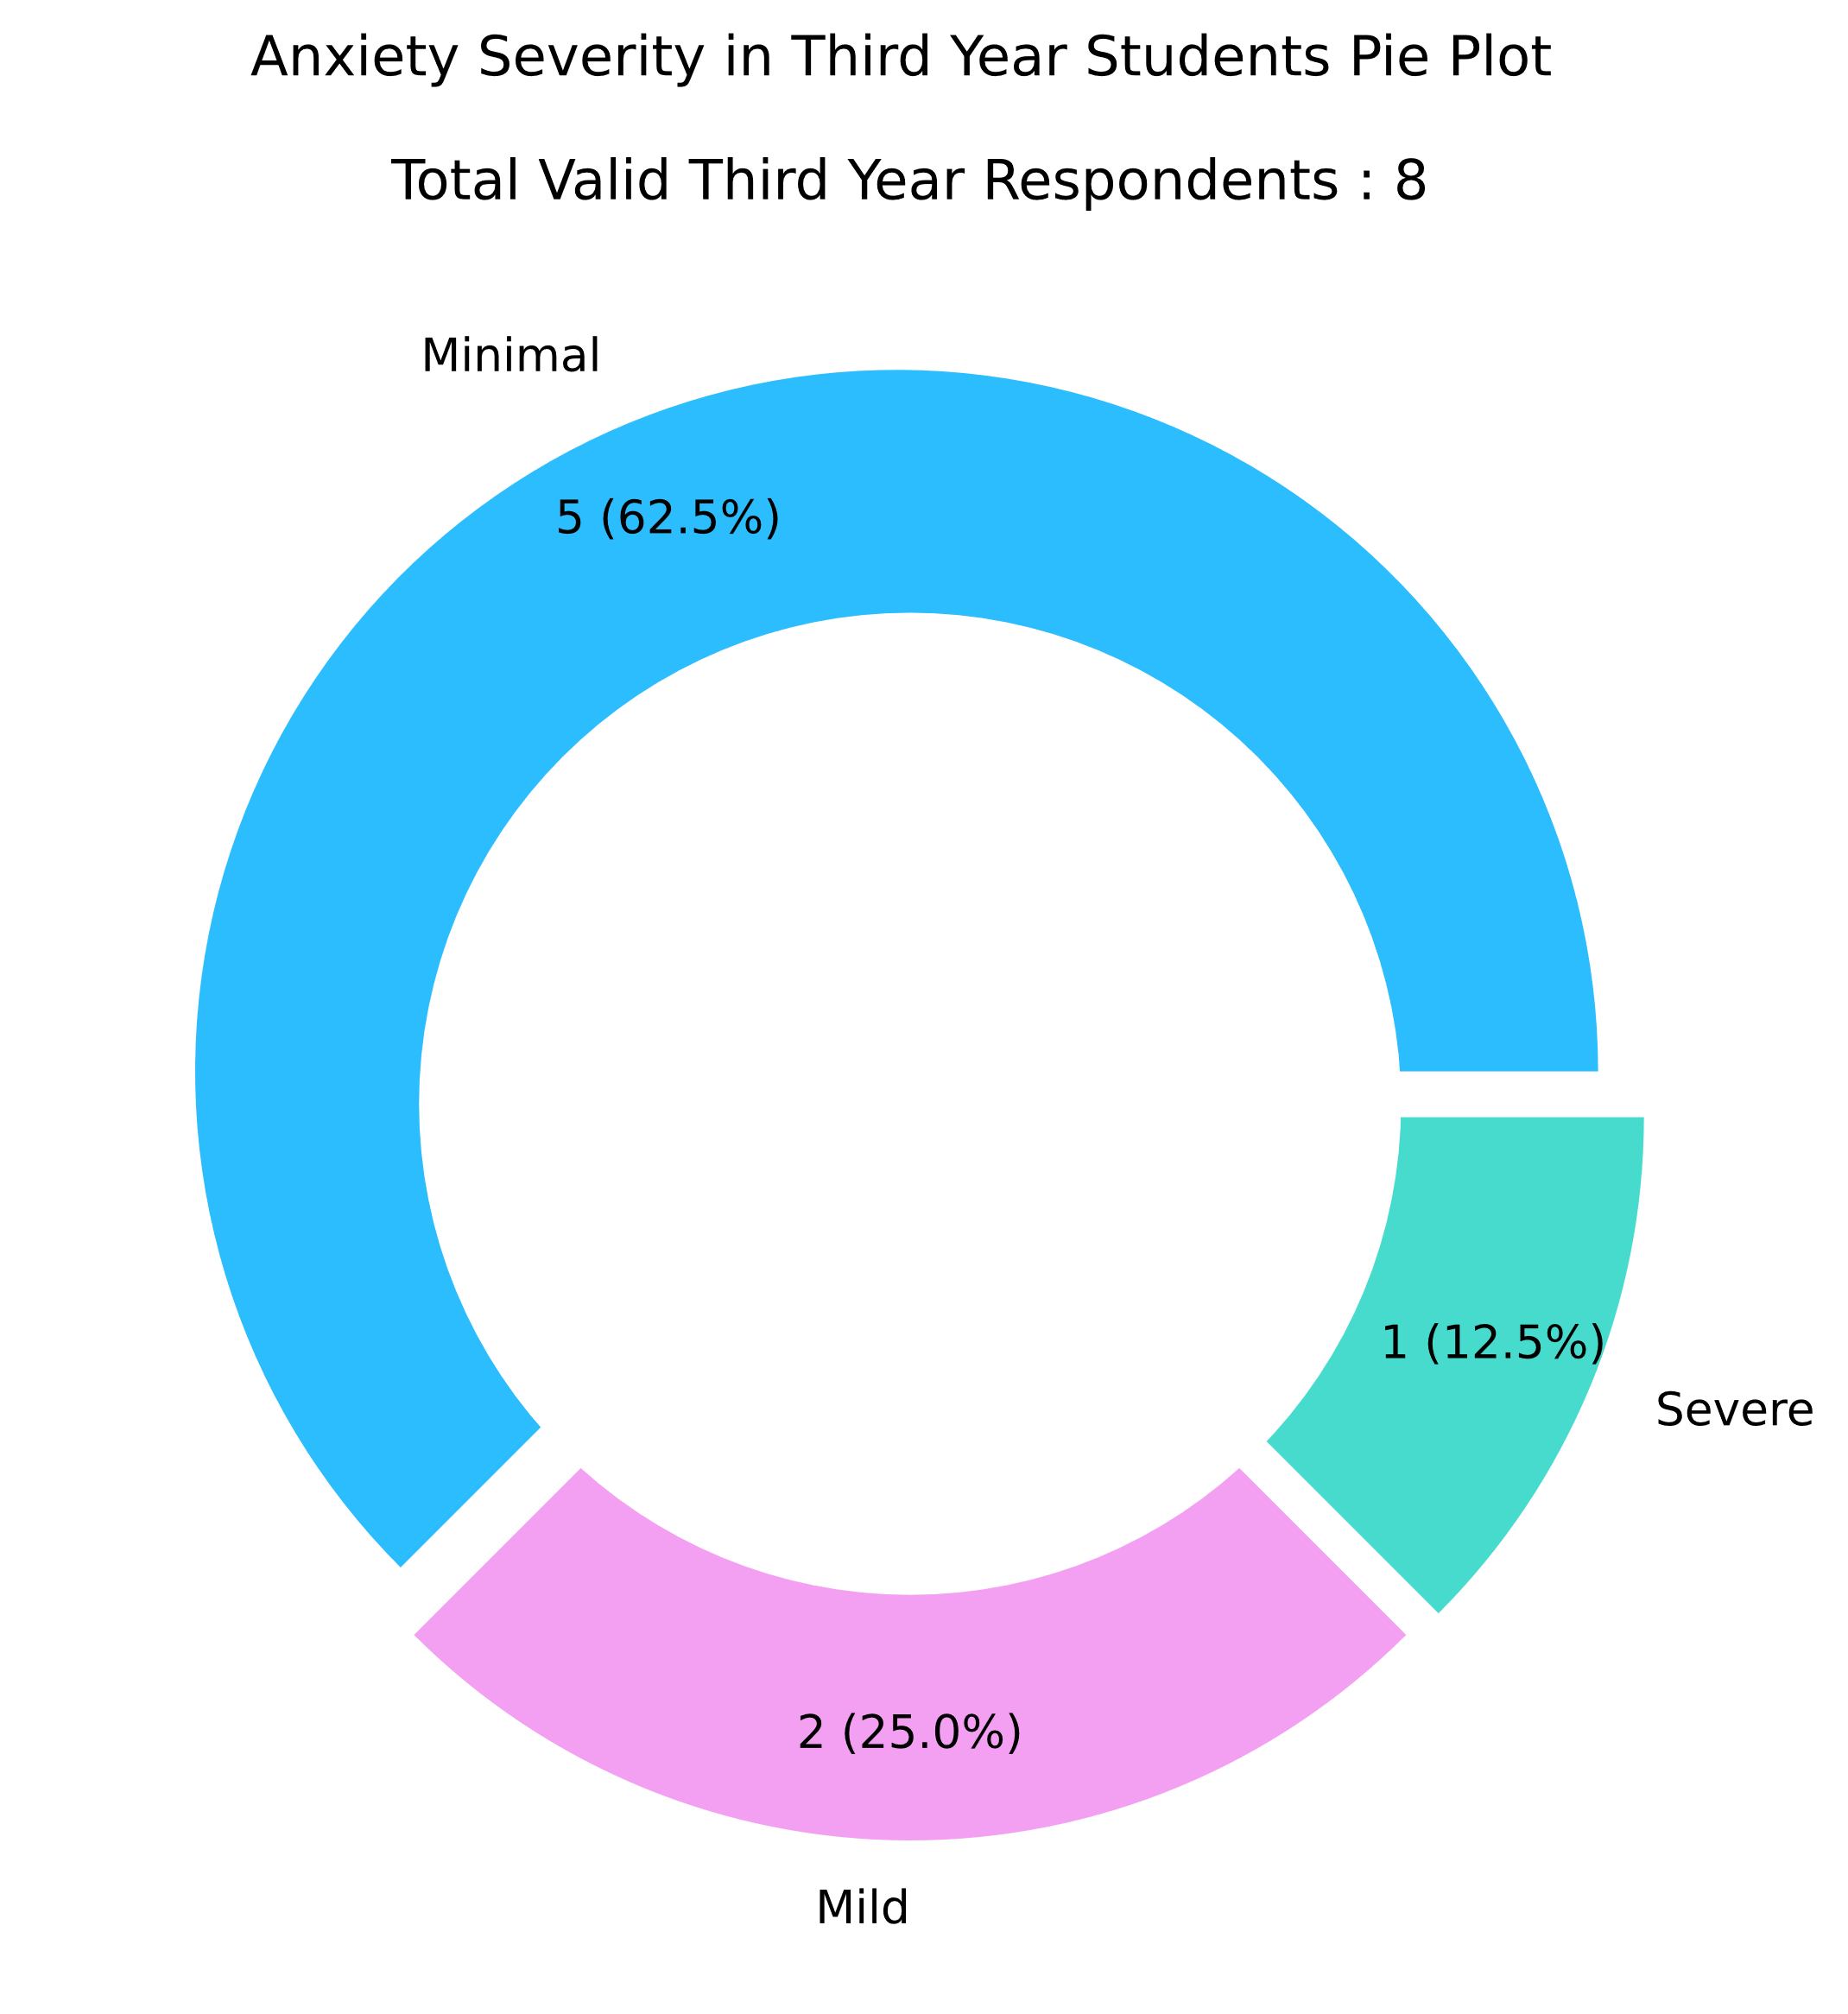 Anxiety Severity in Third Year Students Pie Plot
Total Valid Third Year Respondents : 8
Minimal
5 (62.5%)
1 (12.5%)
Severe
2 (25.0%)
Mild